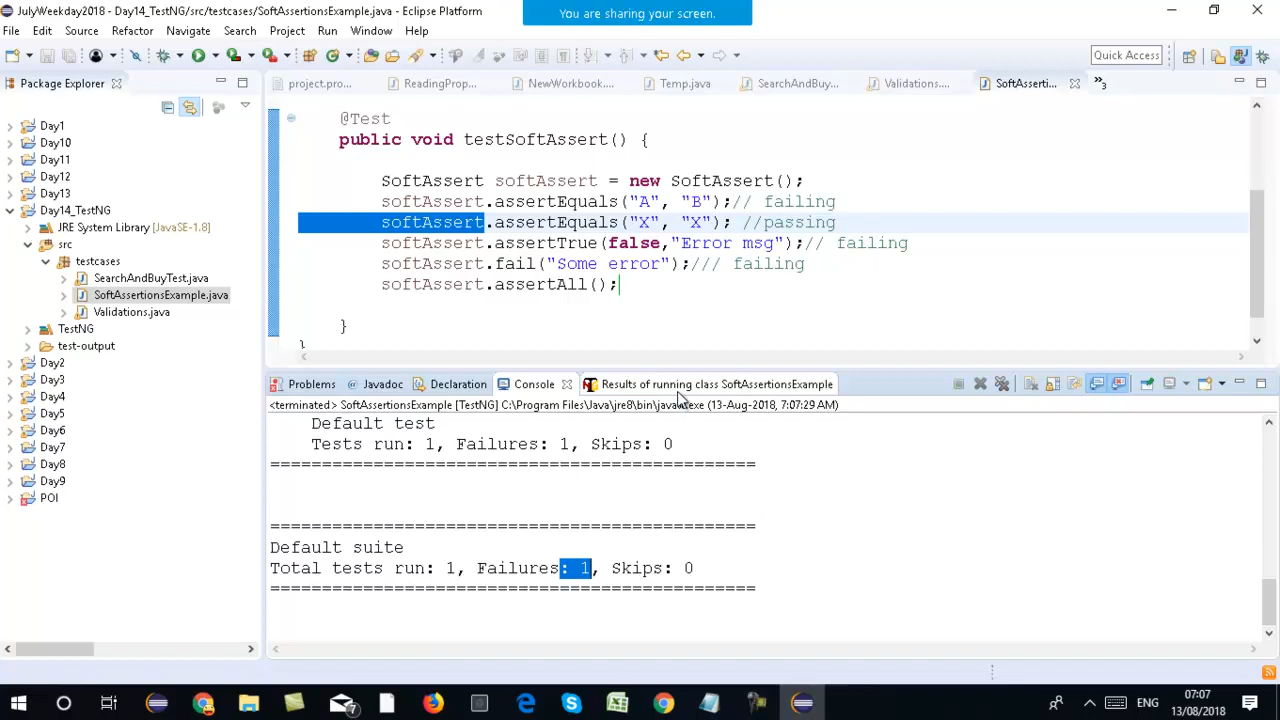 JulyWeekday2018 - Day14_TestNG/src/testcases/SoftAssertionsExample.java - Eclipse Platform
You are sharing your screen.
File Edit Source Refactor Navigate Search Project Run Window Help
Quick Access
Package Explorer
project.pro...
ReadingProp...
NewWorkbook....
Temp.java
SearchAndBuy...
Validations....
SoftAsserti...
»3
Day1
Day10
Day11
Day12
Day13
Day14_TestNG
JRE System Library [JavaSE-1.8]
src
testcases
SearchAndBuyTest.java
SoftAssertionsExample.java
Validations.java
TestNG
test-output
Day2
Day3
Day4
Day5
Day6
Day7
Day8
Day9
POI
@Test
public void testSoftAssert() {
SoftAssert softAssert = new SoftAssert();
softAssert.assertEquals("A", "B");// failing
softAssert.assertEquals("X", "X"); //passing
softAssert.assertTrue(false,"Error msg");// failing
softAssert.fail("Some error");/// failing
softAssert.assertAll();
}
}
Problems
Javadoc
Declaration
Console
Results of running class SoftAssertionsExample
<terminated> SoftAssertionsExample [TestNG] C:\Program Files\Java\jre8\bin\javaw.exe (13-Aug-2018, 7:07:29 AM)
Default test
Tests run: 1, Failures: 1, Skips: 0
===============================================
===============================================
Default suite
Total tests run: 1, Failures: 1, Skips: 0
===============================================
7
ENG
07:07
13/08/2018